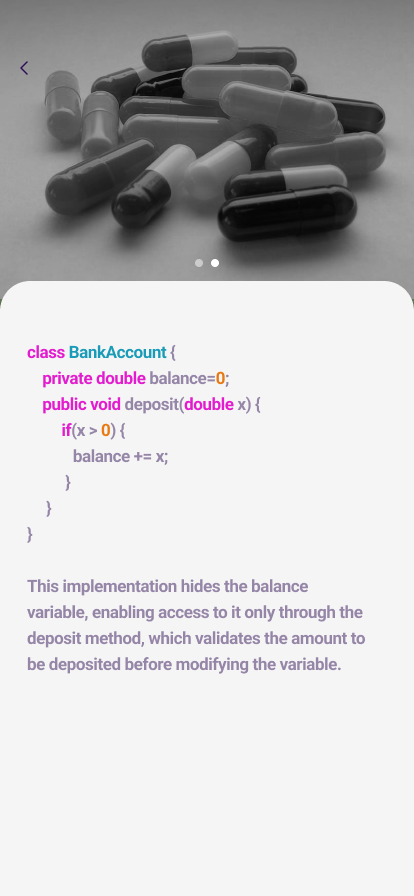 class BankAccount {
private double balance=0;
public void deposit(double x) {
if(x > 0) {
balance += x;
}
}
}
This implementation hides the balance
variable, enabling access to it only through the
deposit method, which validates the amount to
be deposited before modifying the variable.